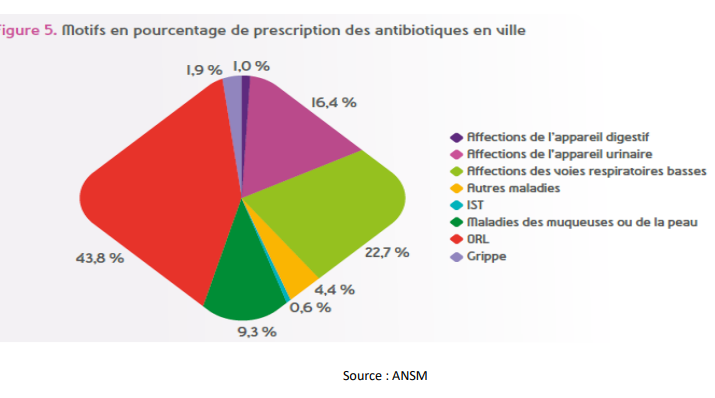 igure 5. Motifs en pourcentage de prescription des antibiotiques en ville
1,9 % 1,0 %
16,4 %
Affections de l'appareil digestif
Affections de l'appareil urinaire
Affections des voies respiratoires basses
Autres maladies
IST
Maladies des muqueuses ou de la peau
ORL
Grippe
43,8 %
22,7 %
4,4 %
0,6 %
9,3 %
Source : ANSM